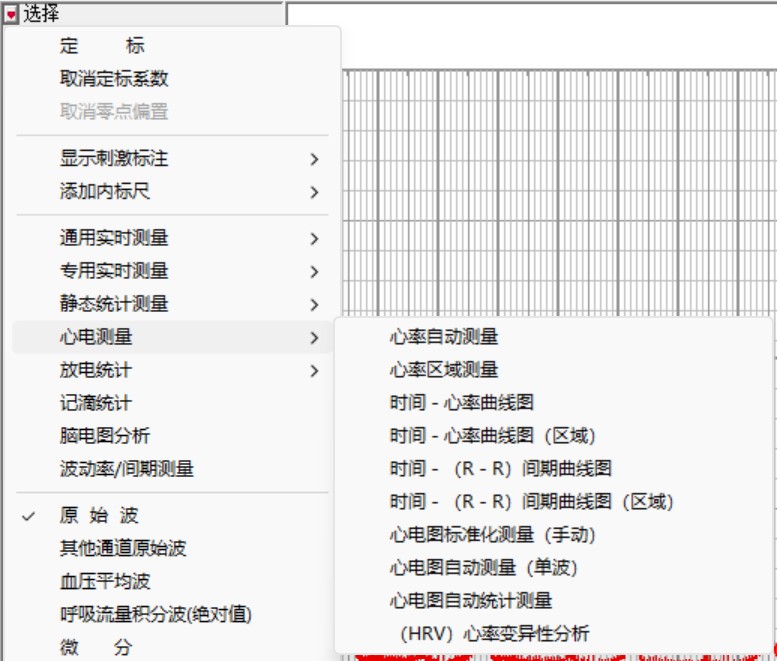 选择
定 标
取消定标系数
取消零点偏置
显示刺激标注
添加内标尺
通用实时测量
专用实时测量
静态统计测量
心电测量
放电统计
记滴统计
脑电图分析
波动率/间期测量
原 始 波
其他通道原始波
血压平均波
呼吸流量积分波(绝对值)
微 分
心率自动测量
心率区域测量
时间 - 心率曲线图
时间 - 心率曲线图（区域）
时间 - （R - R）间期曲线图
时间 - （R - R）间期曲线图（区域）
心电图标准化测量（手动）
心电图自动测量（单波）
心电图自动统计测量
（HRV）心率变异性分析